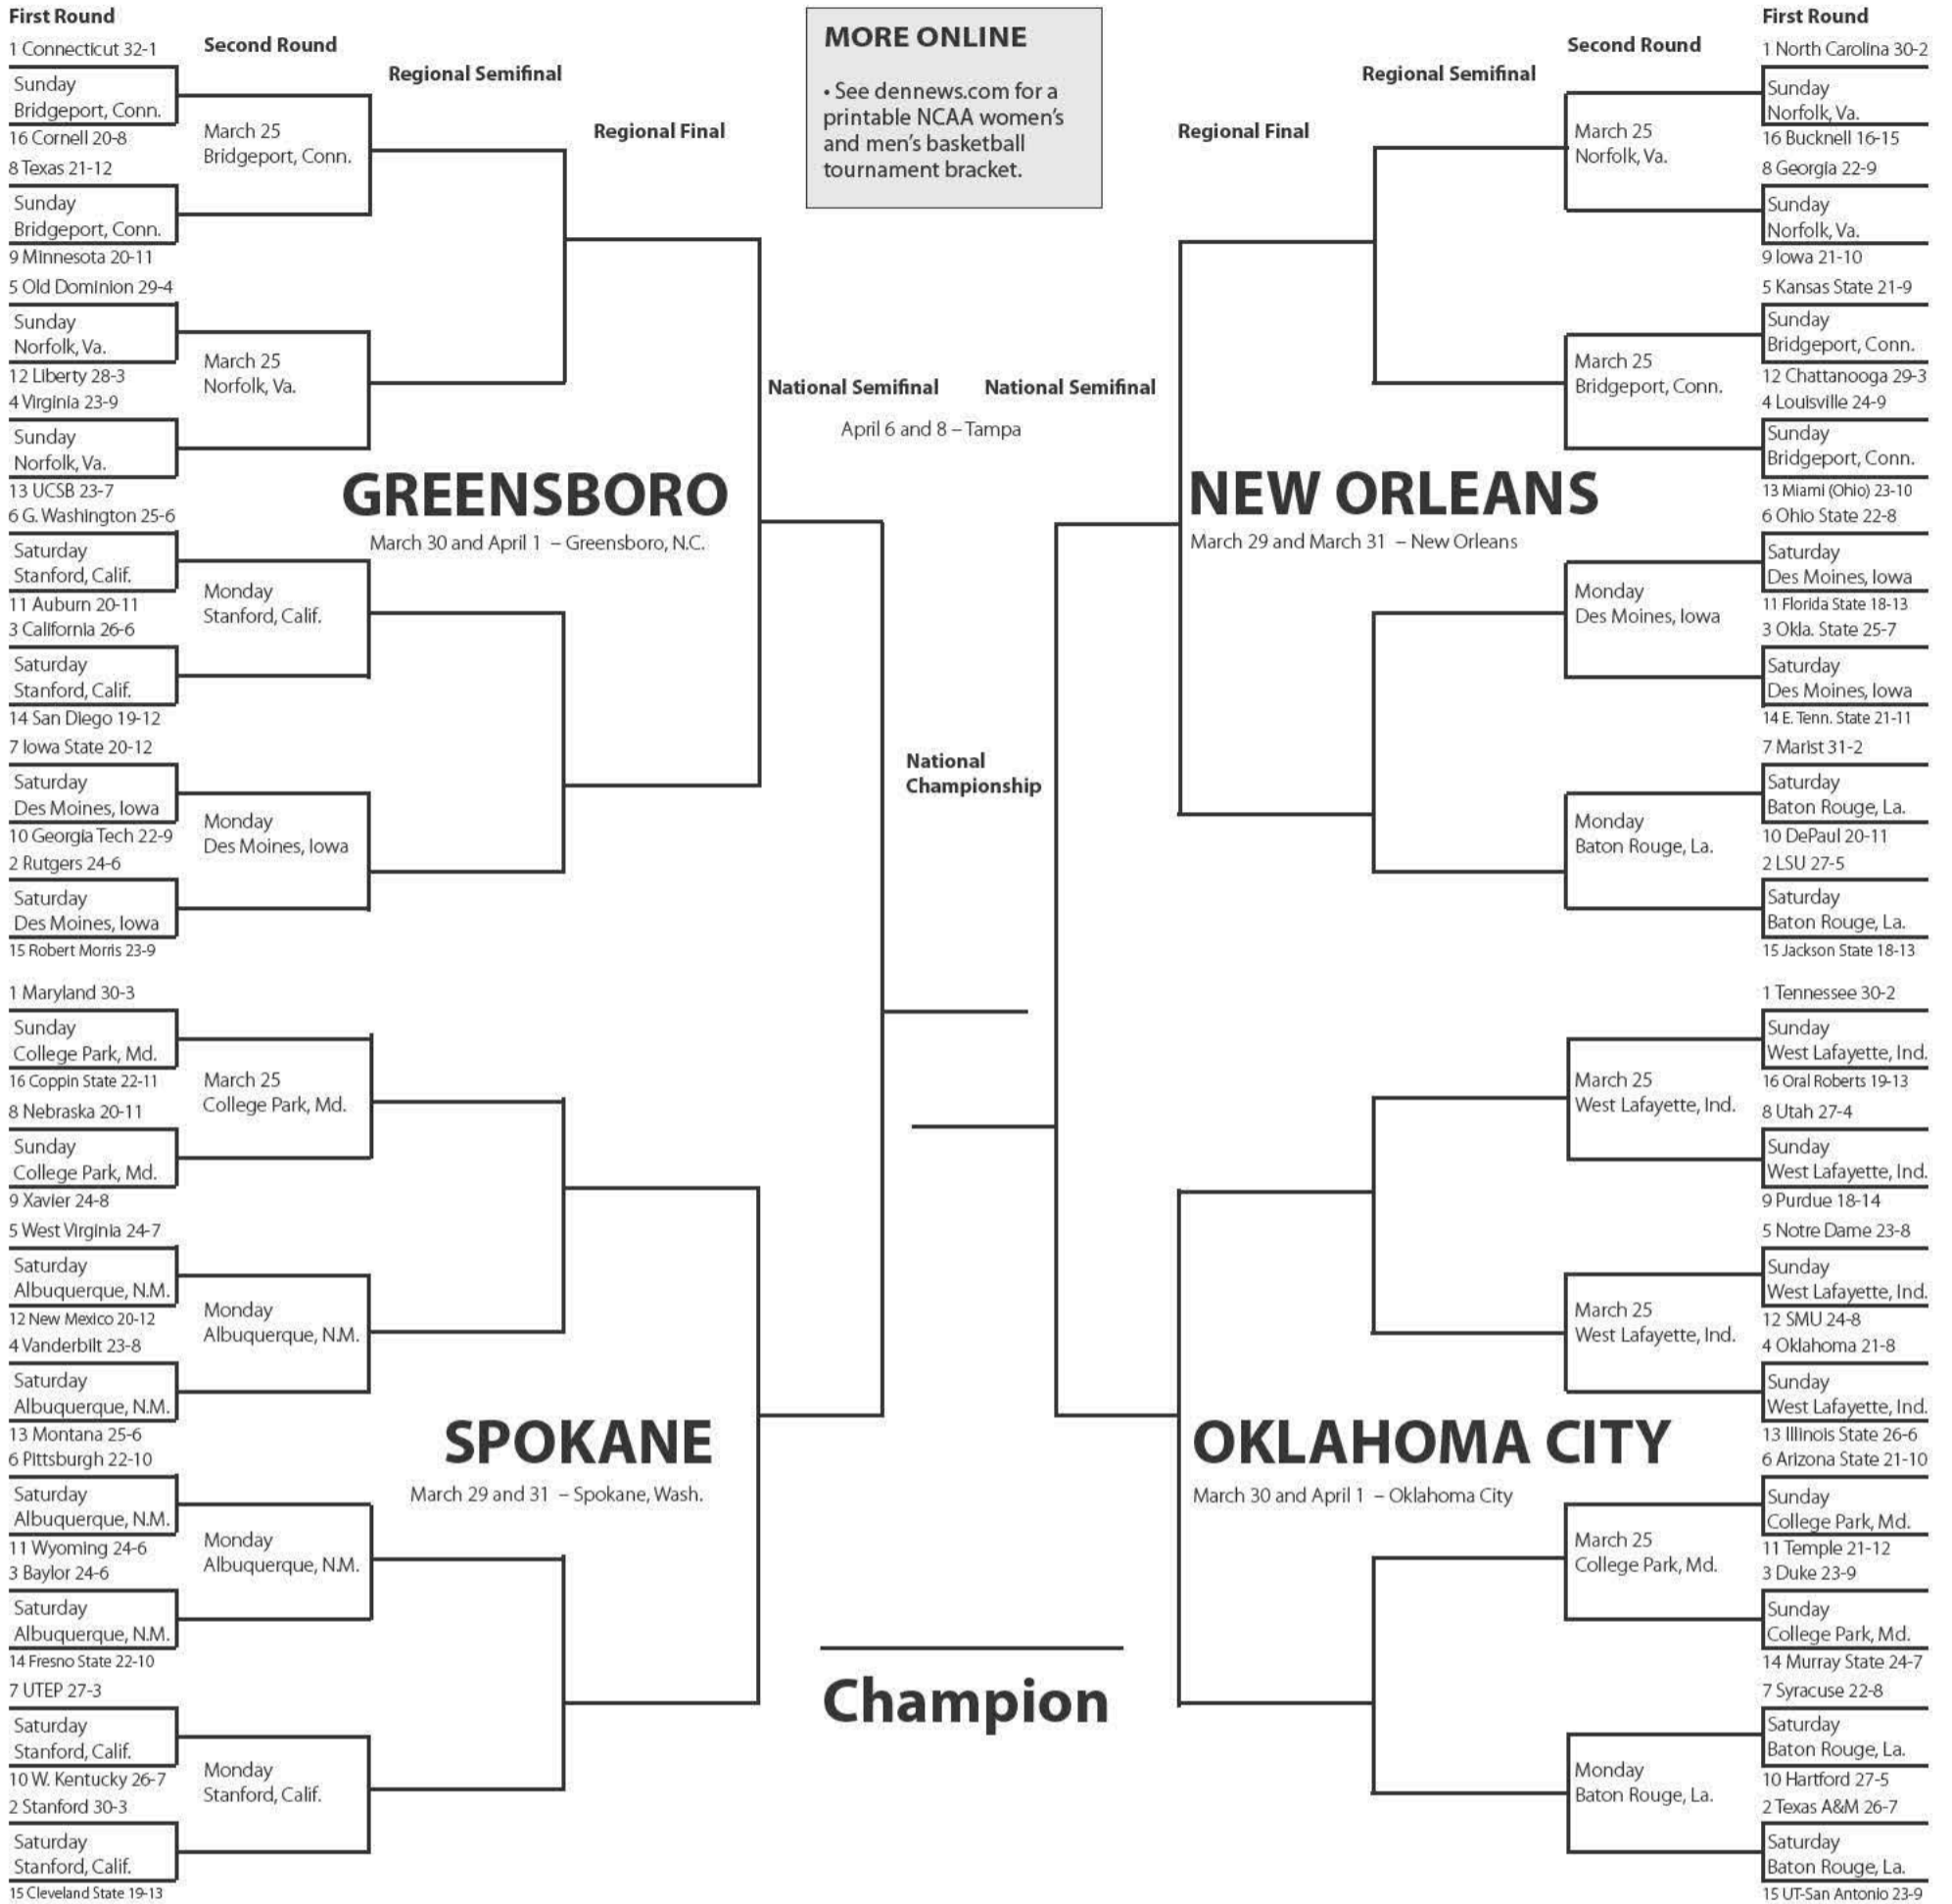 First Round
1 Connecticut 32-1
Sunday
Bridgeport, Conn.
16 Cornell 20-8
8 Texas 21-12
Sunday
Bridgeport, Conn.
9 Minnesota 20-11
5 Old Dominion 29-4
Sunday
Norfolk, Va.
12 Liberty 28-3
4 Virginia 23-9
Sunday
Norfolk, Va.
13 UCSB 23-7
6 G. Washington 25-6
Saturday
Stanford, Calif.
11 Auburn 20-11
3 California 26-6
Saturday
Stanford, Calif.
14 San Diego 19-12
7 Iowa State 20-12
Saturday
Des Moines, Iowa
10 Georgia Tech 22-9
2 Rutgers 24-6
Saturday
Des Moines, Iowa
15 Robert Morris 23-9
1 Maryland 30-3
Sunday
College Park, Md.
16 Coppin State 22-11
8 Nebraska 20-11
Sunday
College Park, Md.
9 Xavier 24-8
5 West Virginia 24-7
Saturday
Albuquerque, N.M.
12 New Mexico 20-12
4 Vanderbilt 23-8
Saturday
Albuquerque, N.M.
13 Montana 25-6
6 Pittsburgh 22-10
Saturday
Albuquerque, N.M.
11 Wyoming 24-6
3 Baylor 24-6
Saturday
Albuquerque, N.M.
14 Fresno State 22-10
7 UTEP 27-3
Saturday
Stanford, Calif.
10 W. Kentucky 26-7
2 Stanford 30-3
Saturday
Stanford, Calif.
15 Cleveland State 19-13
Second Round
March 25
Bridgeport, Conn.
March 25
Norfolk, Va.
Monday
Stanford, Calif.
Monday
Des Moines, Iowa
March 25
College Park, Md.
Monday
Albuquerque, N.M.
Monday
Albuquerque, N.M.
Monday
Stanford, Calif.
Regional Semifinal
Regional Final
GREENSBORO
March 30 and April 1 – Greensboro, N.C.
SPOKANE
March 29 and 31 – Spokane, Wash.
MORE ONLINE
• See dennews.com for a
printable NCAA women's
and men's basketball
tournament bracket.
National Semifinal
National Semifinal
April 6 and 8 – Tampa
National
Championship
Champion
Regional Final
Regional Semifinal
NEW ORLEANS
March 29 and March 31 – New Orleans
OKLAHOMA CITY
March 30 and April 1 – Oklahoma City
Second Round
March 25
Norfolk, Va.
March 25
Bridgeport, Conn.
Monday
Des Moines, Iowa
Monday
Baton Rouge, La.
March 25
West Lafayette, Ind.
March 25
West Lafayette, Ind.
March 25
College Park, Md.
Monday
Baton Rouge, La.
First Round
1 North Carolina 30-2
Sunday
Norfolk, Va.
16 Bucknell 16-15
8 Georgia 22-9
Sunday
Norfolk, Va.
9 Iowa 21-10
5 Kansas State 21-9
Sunday
Bridgeport, Conn.
12 Chattanooga 29-3
4 Louisville 24-9
Sunday
Bridgeport, Conn.
13 Miami (Ohio) 23-10
6 Ohio State 22-8
Saturday
Des Moines, Iowa
11 Florida State 18-13
3 Okla. State 25-7
Saturday
Des Moines, Iowa
14 E. Tenn. State 21-11
7 Marist 31-2
Saturday
Baton Rouge, La.
10 DePaul 20-11
2 LSU 27-5
Saturday
Baton Rouge, La.
15 Jackson State 18-13
1 Tennessee 30-2
Sunday
West Lafayette, Ind.
16 Oral Roberts 19-13
8 Utah 27-4
Sunday
West Lafayette, Ind.
9 Purdue 18-14
5 Notre Dame 23-8
Sunday
West Lafayette, Ind.
12 SMU 24-8
4 Oklahoma 21-8
Sunday
West Lafayette, Ind.
13 Illinois State 26-6
6 Arizona State 21-10
Sunday
College Park, Md.
11 Temple 21-12
3 Duke 23-9
Sunday
College Park, Md.
14 Murray State 24-7
7 Syracuse 22-8
Saturday
Baton Rouge, La.
10 Hartford 27-5
2 Texas A&M 26-7
Saturday
Baton Rouge, La.
15 UT-San Antonio 23-9